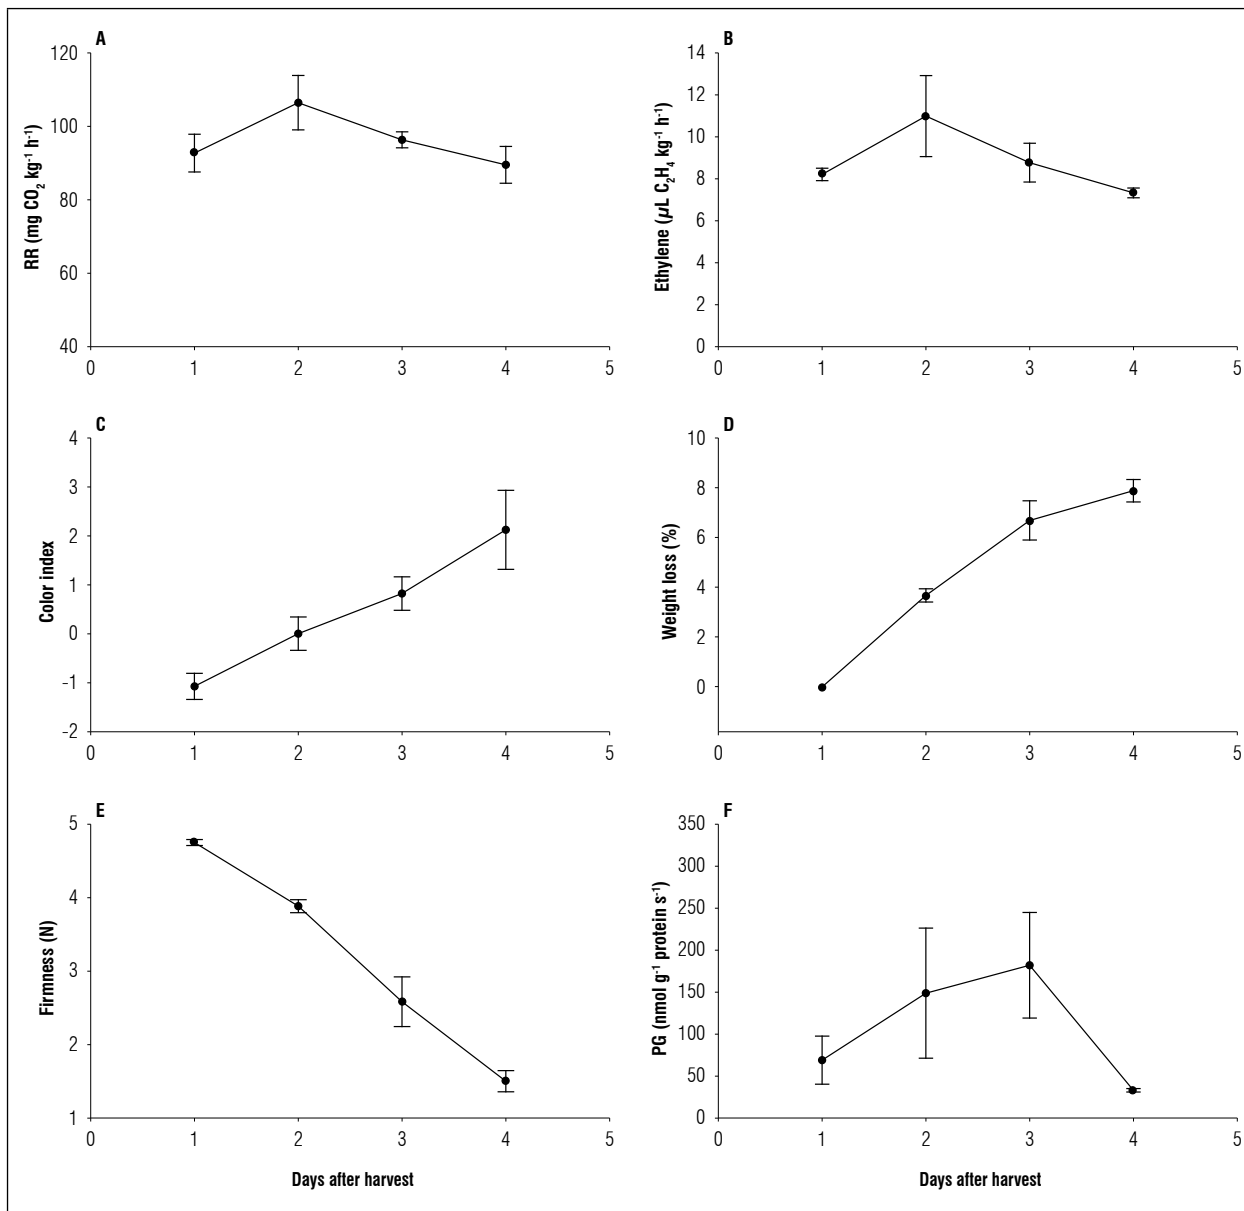 A
120
100
80
60
40
RR (mg CO₂ kg⁻¹ h⁻¹)
0 1 2 3 4 5
B
14
12
10
8
6
4
2
0
Ethylene (µL C₂H₄ kg⁻¹ h⁻¹)
0 1 2 3 4 5
C
4
3
2
1
0
-1
-2
Color index
0 1 2 3 4 5
D
10
8
6
4
2
0
Weight loss (%)
0 1 2 3 4 5
E
5
4
3
2
1
Firmness (N)
0 1 2 3 4 5
Days after harvest
F
350
300
250
200
150
100
50
0
PG (nmol g⁻¹ protein s⁻¹)
0 1 2 3 4 5
Days after harvest